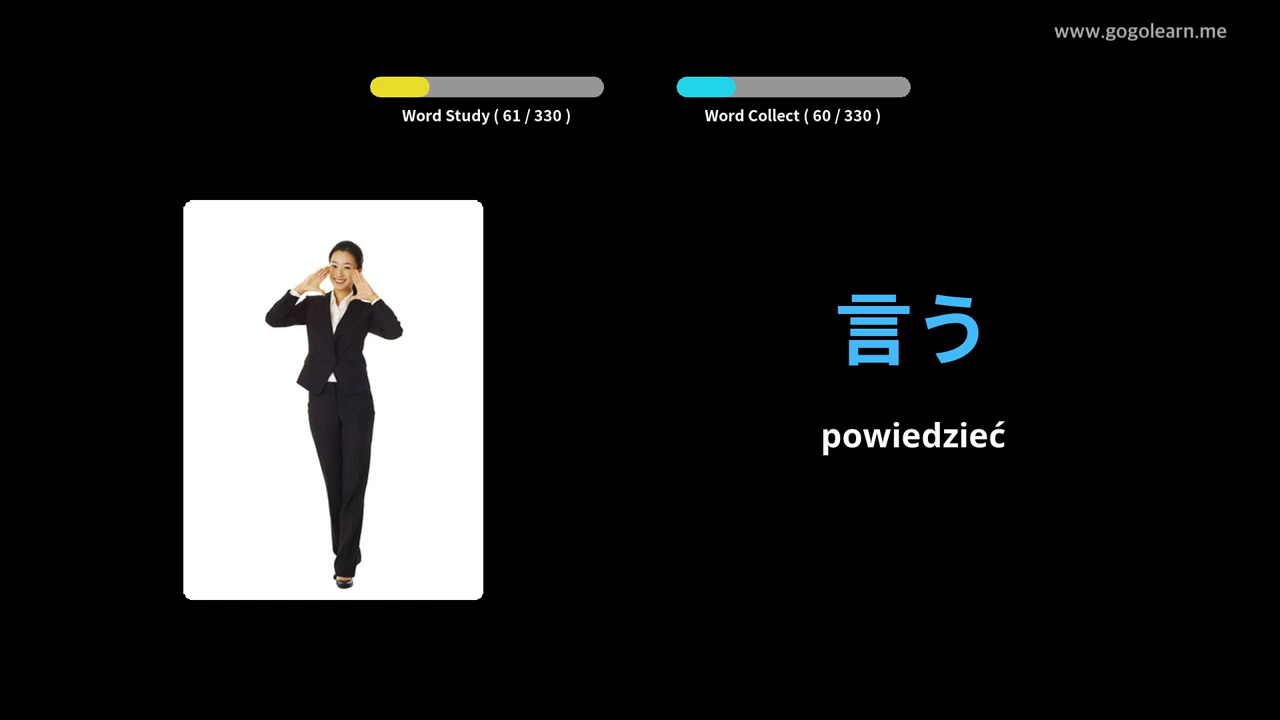 www.gogolearn.me
Word Study ( 61 / 330 )
Word Collect ( 60 / 330 )
言う
powiedzieć